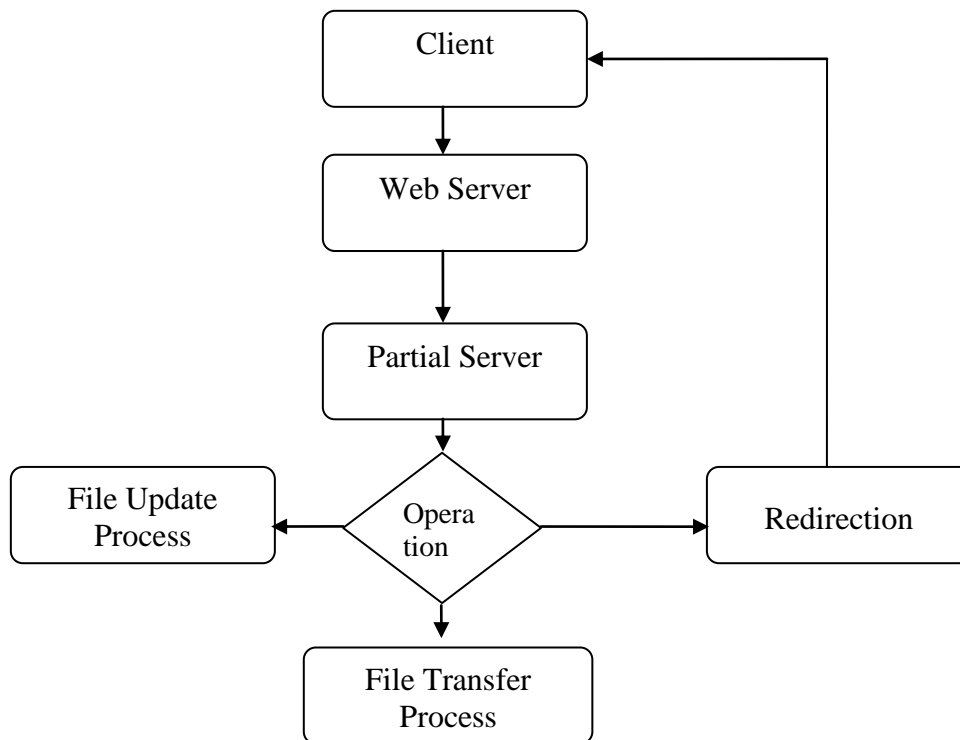 Client
Web Server
Partial Server
File Update
Process
Opera
tion
Redirection
File Transfer
Process